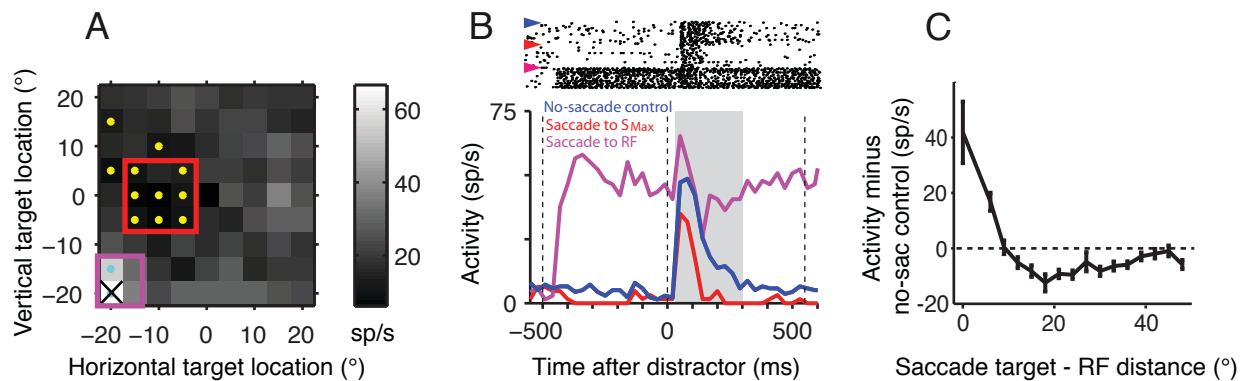 A
Vertical target location (°)
20
10
0
−10
−20
−20 −10 0 10 20
Horizontal target location (°)
60
40
20
sp/s
B
No-saccade control
Saccade to SMax
Saccade to RF
Activity (sp/s)
75
0
−500 0 500
Time after distractor (ms)
C
Activity minus
no-sac control (sp/s)
40
-20
0
-20
0 20 40
Saccade target - RF distance (°)